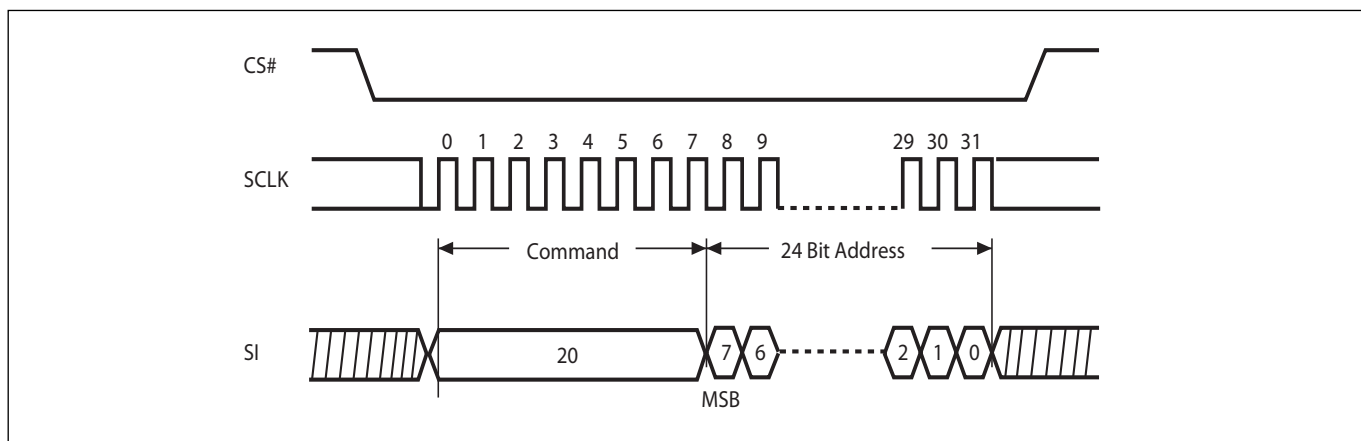 CS#
0 1 2 3 4 5 6 7 8 9 29 30 31
SCLK
Command 24 Bit Address
SI 20 7 6 2 1 0
MSB